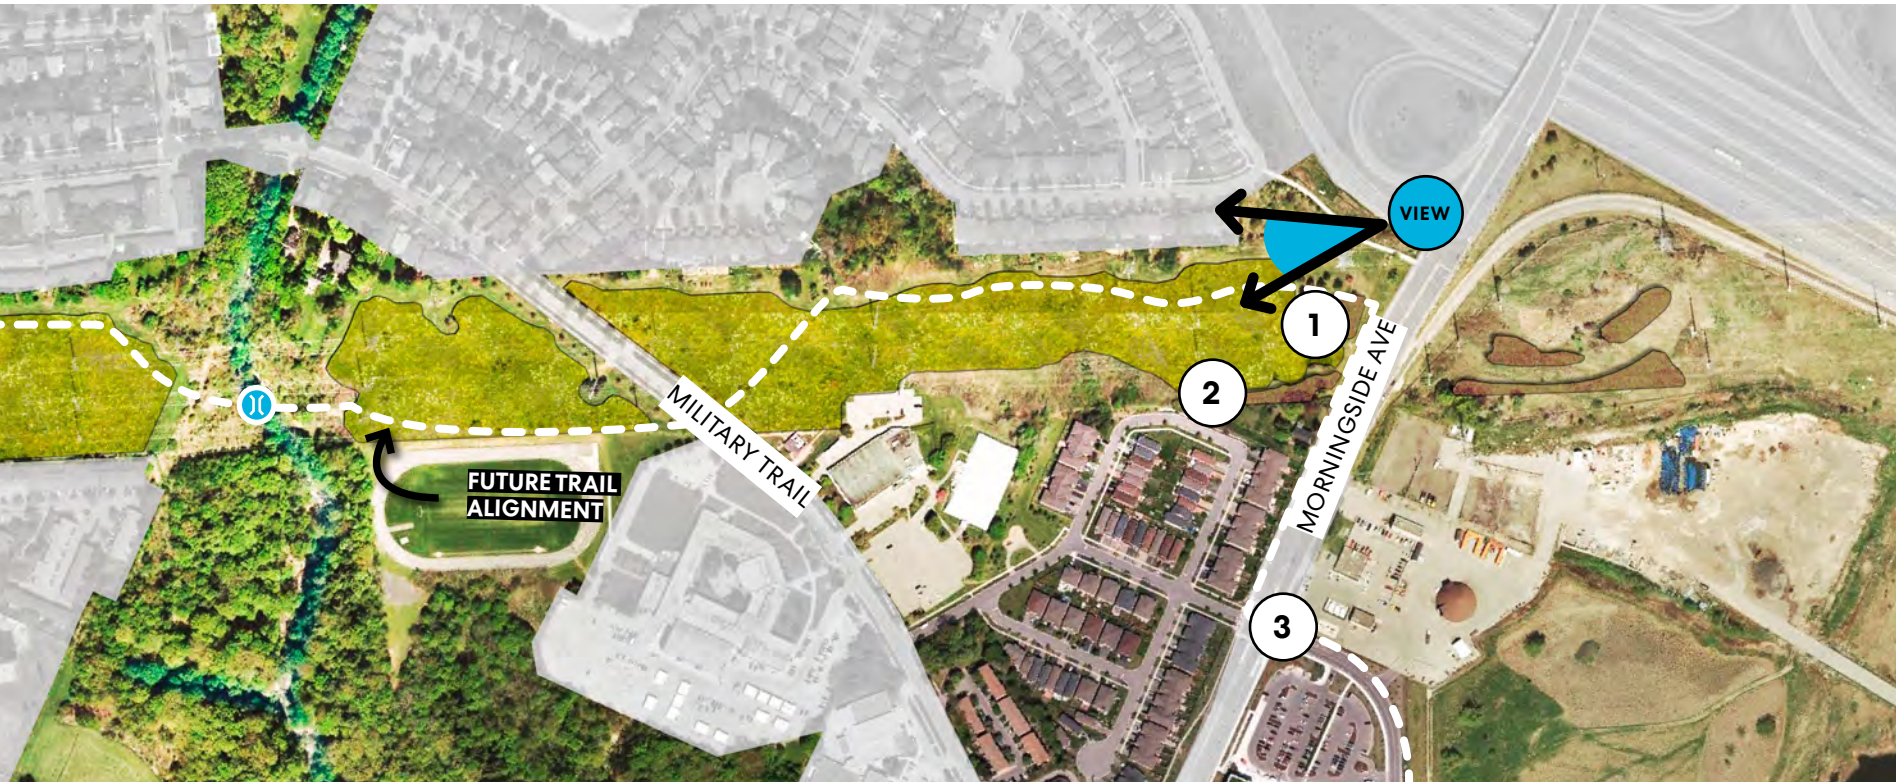 VIEW
1
2
MILITARY TRAIL
MORNINGSIDE AVE
FUTURE TRAIL
ALIGNMENT
3